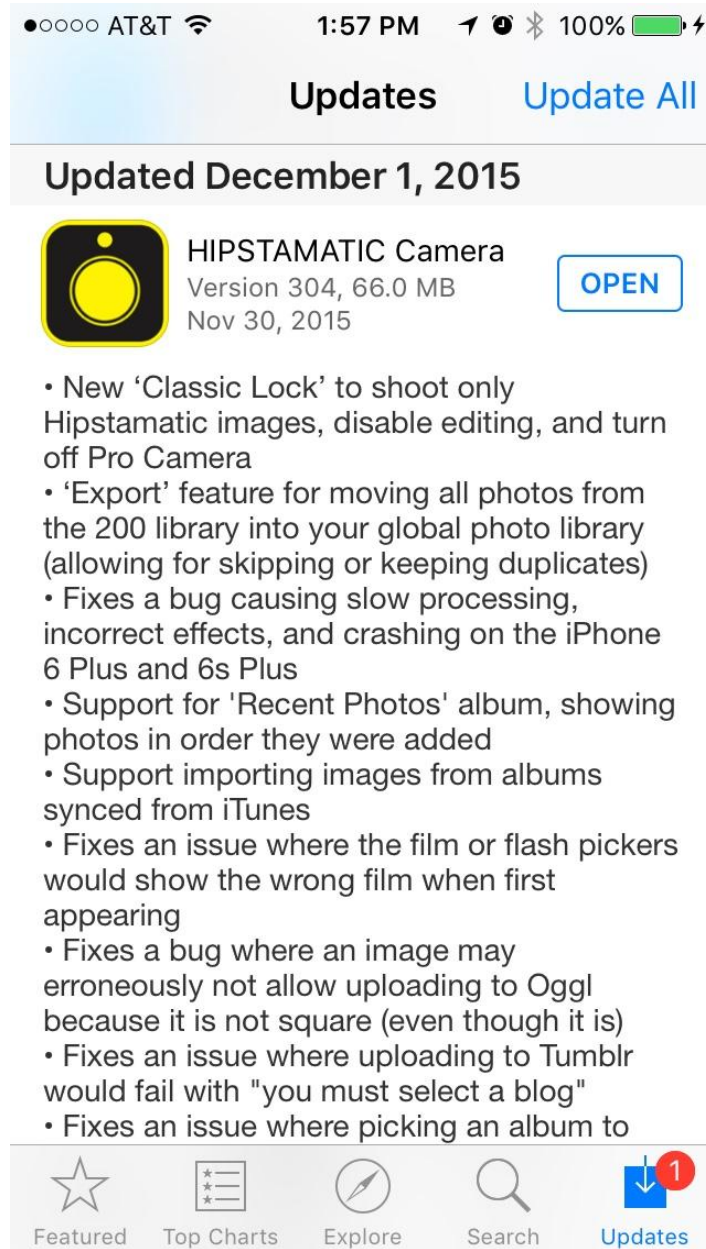 AT&T 1:57 PM 100%
Updates Update All
Updated December 1, 2015
HIPSTAMATIC Camera
Version 304, 66.0 MB
OPEN
Nov 30, 2015
• New ‘Classic Lock’ to shoot only
Hipstamatic images, disable editing, and turn
off Pro Camera
• ‘Export’ feature for moving all photos from
the 200 library into your global photo library
(allowing for skipping or keeping duplicates)
• Fixes a bug causing slow processing,
incorrect effects, and crashing on the iPhone
6 Plus and 6s Plus
• Support for 'Recent Photos' album, showing
photos in order they were added
• Support importing images from albums
synced from iTunes
• Fixes an issue where the film or flash pickers
would show the wrong film when first
appearing
• Fixes a bug where an image may
erroneously not allow uploading to Oggl
because it is not square (even though it is)
• Fixes an issue where uploading to Tumblr
would fail with "you must select a blog"
• Fixes an issue where picking an album to
1
Featured Top Charts Explore Search Updates